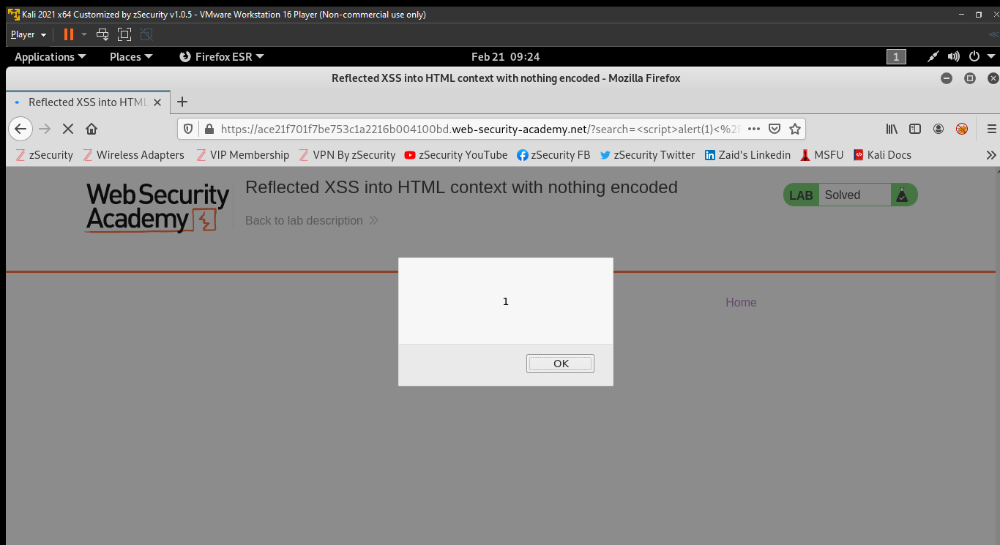 Kali 2021 x64 Customized by zSecurity v1.0.5 - VMware Workstation 16 Player (Non-commercial use only)
Player
Applications Places Firefox ESR Feb 21 09:24 1
Reflected XSS into HTML context with nothing encoded - Mozilla Firefox
Reflected XSS into HTML
https://ace21f701f7be753c1a2216b004100bd.web-security-academy.net/?search=<script>alert(1)<%2F
zSecurity Wireless Adapters VIP Membership VPN By zSecurity zSecurity YouTube zSecurity FB zSecurity Twitter Zaid's Linkedin MSFU Kali Docs
Web Security
Academy
Reflected XSS into HTML context with nothing encoded
Back to lab description
LAB Solved
1
Home
OK